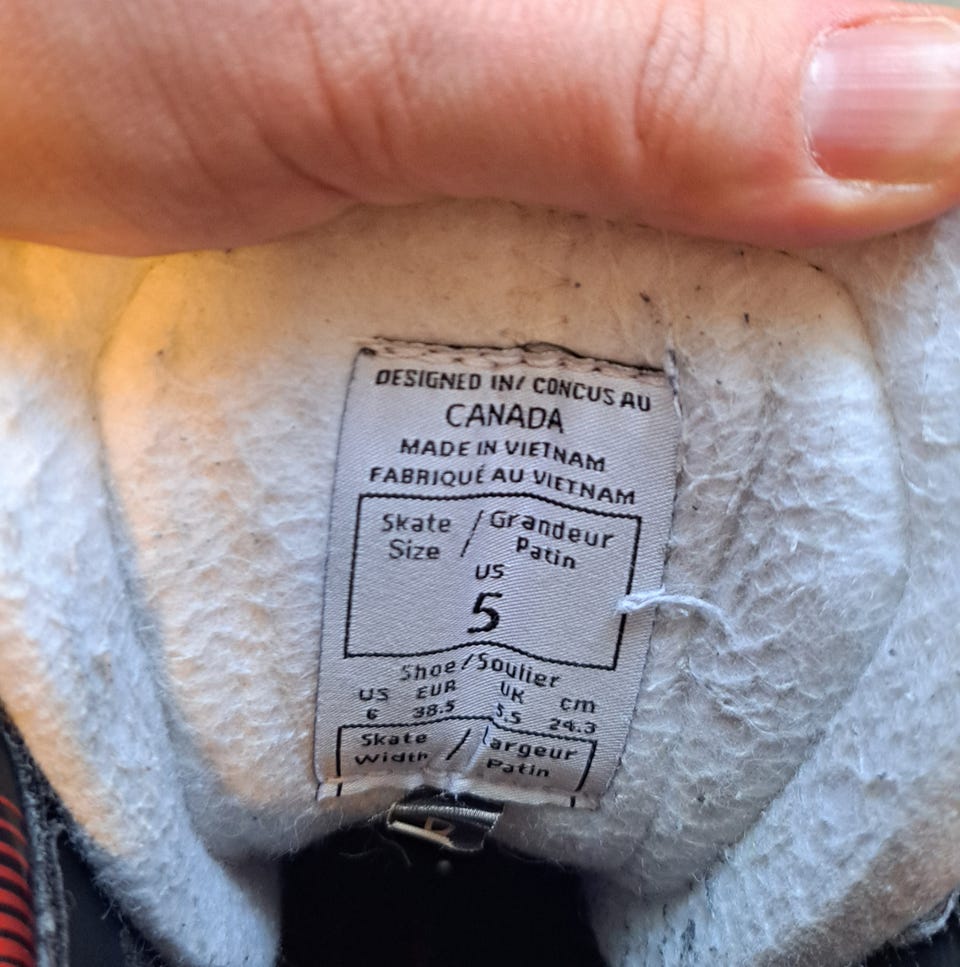 DESIGNED IN/ CONCUS AU
CANADA
MADE IN VIETNAM
FABRIQUÉ AU VIETNAM
Skate Size / Grandeur Patin
US
5
Shoe/Soulier
US EUR UK cm
6 38.5 5.5 24.3
Skate Width / Largeur Patin